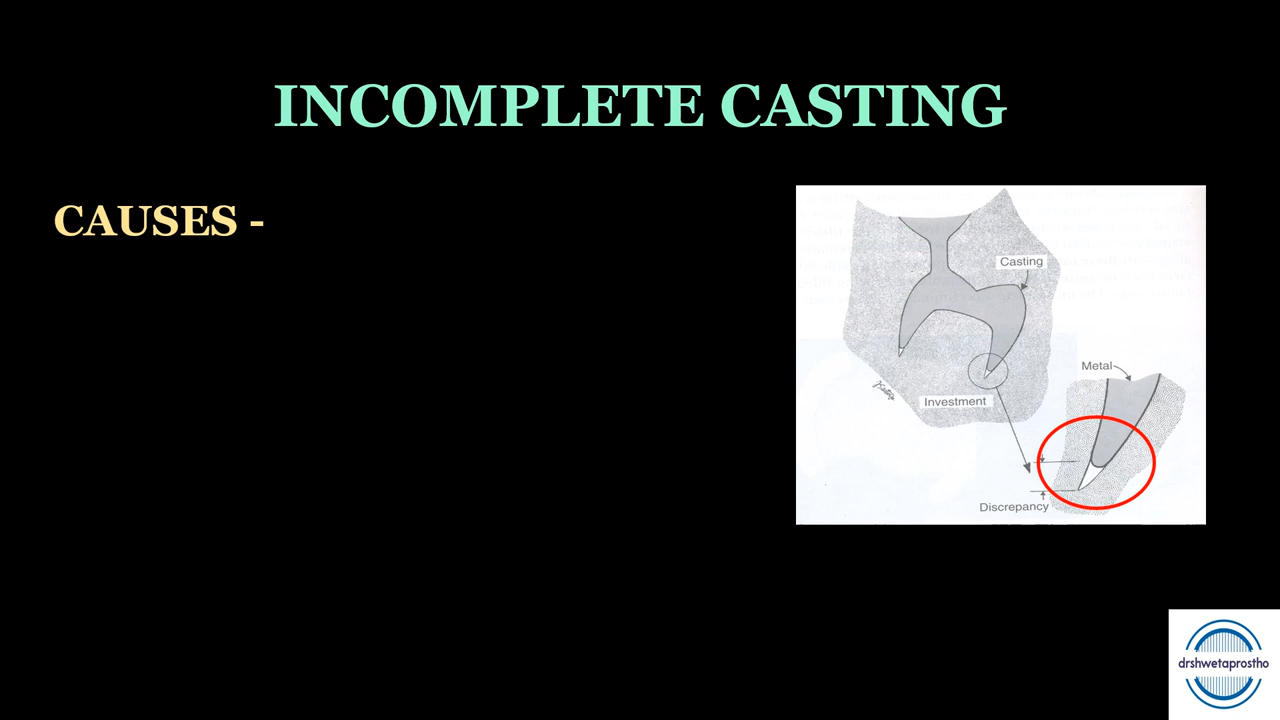 INCOMPLETE CASTING
CAUSES -
Casting
Metal
Investment
Discrepancy
drshwetaprostho